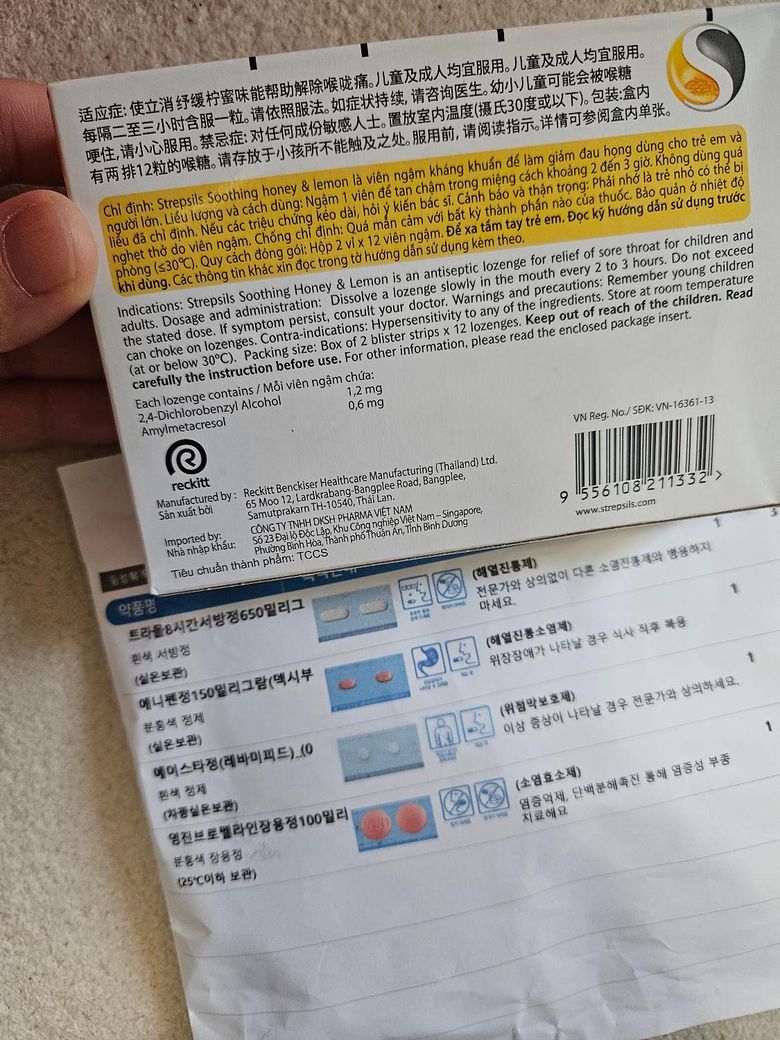 适应症: 使立消纾缓柠蜜味能帮助解除喉咙痛。儿童及成人均宜服用。儿童及成人均宜服用。
每隔二至三小时含服一粒。请依照服法。如症状持续, 请咨询医生。幼小儿童可能会被喉糖
哽住, 请小心服用。禁忌症: 对任何成份敏感人士。置放室内温度(摄氏30度或以下)。包装:盒内
有两排12粒的喉糖。请存放于小孩所不能触及之处。服用前, 请阅读指示。详情可参阅盒内单张。
Chỉ định: Strepsils Soothing honey & lemon là viên ngậm kháng khuẩn để làm giảm đau họng dùng cho trẻ em và
người lớn. Liều lượng và cách dùng: Ngậm 1 viên để tan chậm trong miệng cách khoảng 2 đến 3 giờ. Không dùng quá
liều đã chỉ định. Nếu các triệu chứng kéo dài, hỏi ý kiến bác sĩ. Cảnh báo và thận trọng: Phải nhớ là trẻ nhỏ có thể bị
nghẹt thở do viên ngậm. Chống chỉ định: Quá mẫn cảm với bất kỳ thành phần nào của thuốc. Bảo quản ở nhiệt độ
phòng (≤30°C). Quy cách đóng gói: Hộp 2 vỉ x 12 viên ngậm. Để xa tầm tay trẻ em. Đọc kỹ hướng dẫn sử dụng trước
khi dùng. Các thông tin khác xin đọc trong tờ hướng dẫn sử dụng kèm theo.
Indications: Strepsils Soothing Honey & Lemon is an antiseptic lozenge for relief of sore throat for children and
adults. Dosage and administration: Dissolve a lozenge slowly in the mouth every 2 to 3 hours. Do not exceed
the stated dose. If symptom persist, consult your doctor. Warnings and precautions: Remember young children
can choke on lozenges. Contra-indications: Hypersensitivity to any of the ingredients. Store at room temperature
(at or below 30°C). Packing size: Box of 2 blister strips x 12 lozenges. Keep out of reach of the children. Read
carefully the instruction before use. For other information, please read the enclosed package insert.
Each lozenge contains / Mỗi viên ngậm chứa:
2,4-Dichlorobenzyl Alcohol 1,2 mg
Amylmetacresol 0,6 mg
VN Reg. No./ SĐK: VN-16361-13
reckitt
9 556108 211332 >
www.strepsils.com
Manufactured by : Reckitt Benckiser Healthcare Manufacturing (Thailand) Ltd.
Sản xuất bởi 65 Moo 12, Lardkrabang-Bangplee Road, Bangplee,
Samutprakarn TH-10540, Thái Lan.
Imported by: CÔNG TY TNHH DKSH PHARMA VIỆT NAM
Nhà nhập khẩu: Số 23 Đại lộ Độc Lập, Khu Công nghiệp Việt Nam – Singapore,
Phường Bình Hòa, Thành phố Thuận An, Tỉnh Bình Dương
Tiêu chuẩn thành phẩm: TCCS
약품명
1 3
트라돌8시간서방정650밀리그
흰색 서방정
(실온보관)
(해열진통제)
전문가와 상의없이 다른 소염진통제와 병용하지
마세요.
1
에니펜정150밀리그람(덱시부
분홍색 정제
(실온보관)
(해열진통소염제)
위장장애가 나타날 경우 식사 직후 복용
1
에이스타정(레바미피드)_(0
흰색 정제
(차광실온보관)
(위점막보호제)
이상 증상이 나타날 경우 전문가와 상의하세요.
1
영진브로멜라인장용정100밀리
분홍색 장용정
(25℃이하 보관)
(소염효소제)
염증억제, 단백분해촉진 통해 염증성 부종
치료해요